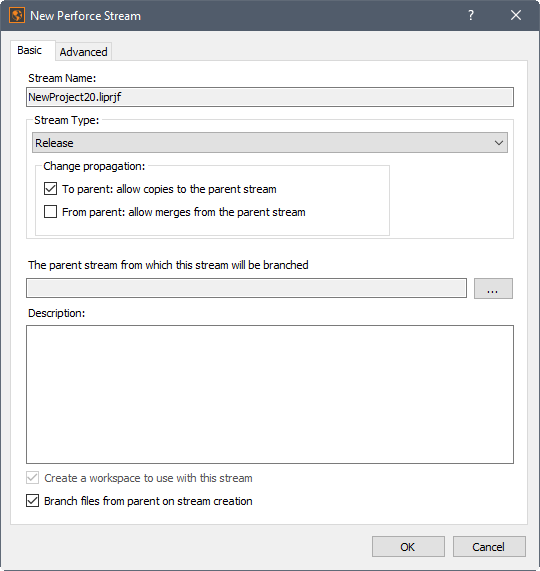 New Perforce Stream
Basic
Advanced
Stream Name:
NewProject20.liprjf
Stream Type:
Release
Change propagation:
To parent: allow copies to the parent stream
From parent: allow merges from the parent stream
The parent stream from which this stream will be branched
...
Description:
Create a workspace to use with this stream
Branch files from parent on stream creation
OK
Cancel